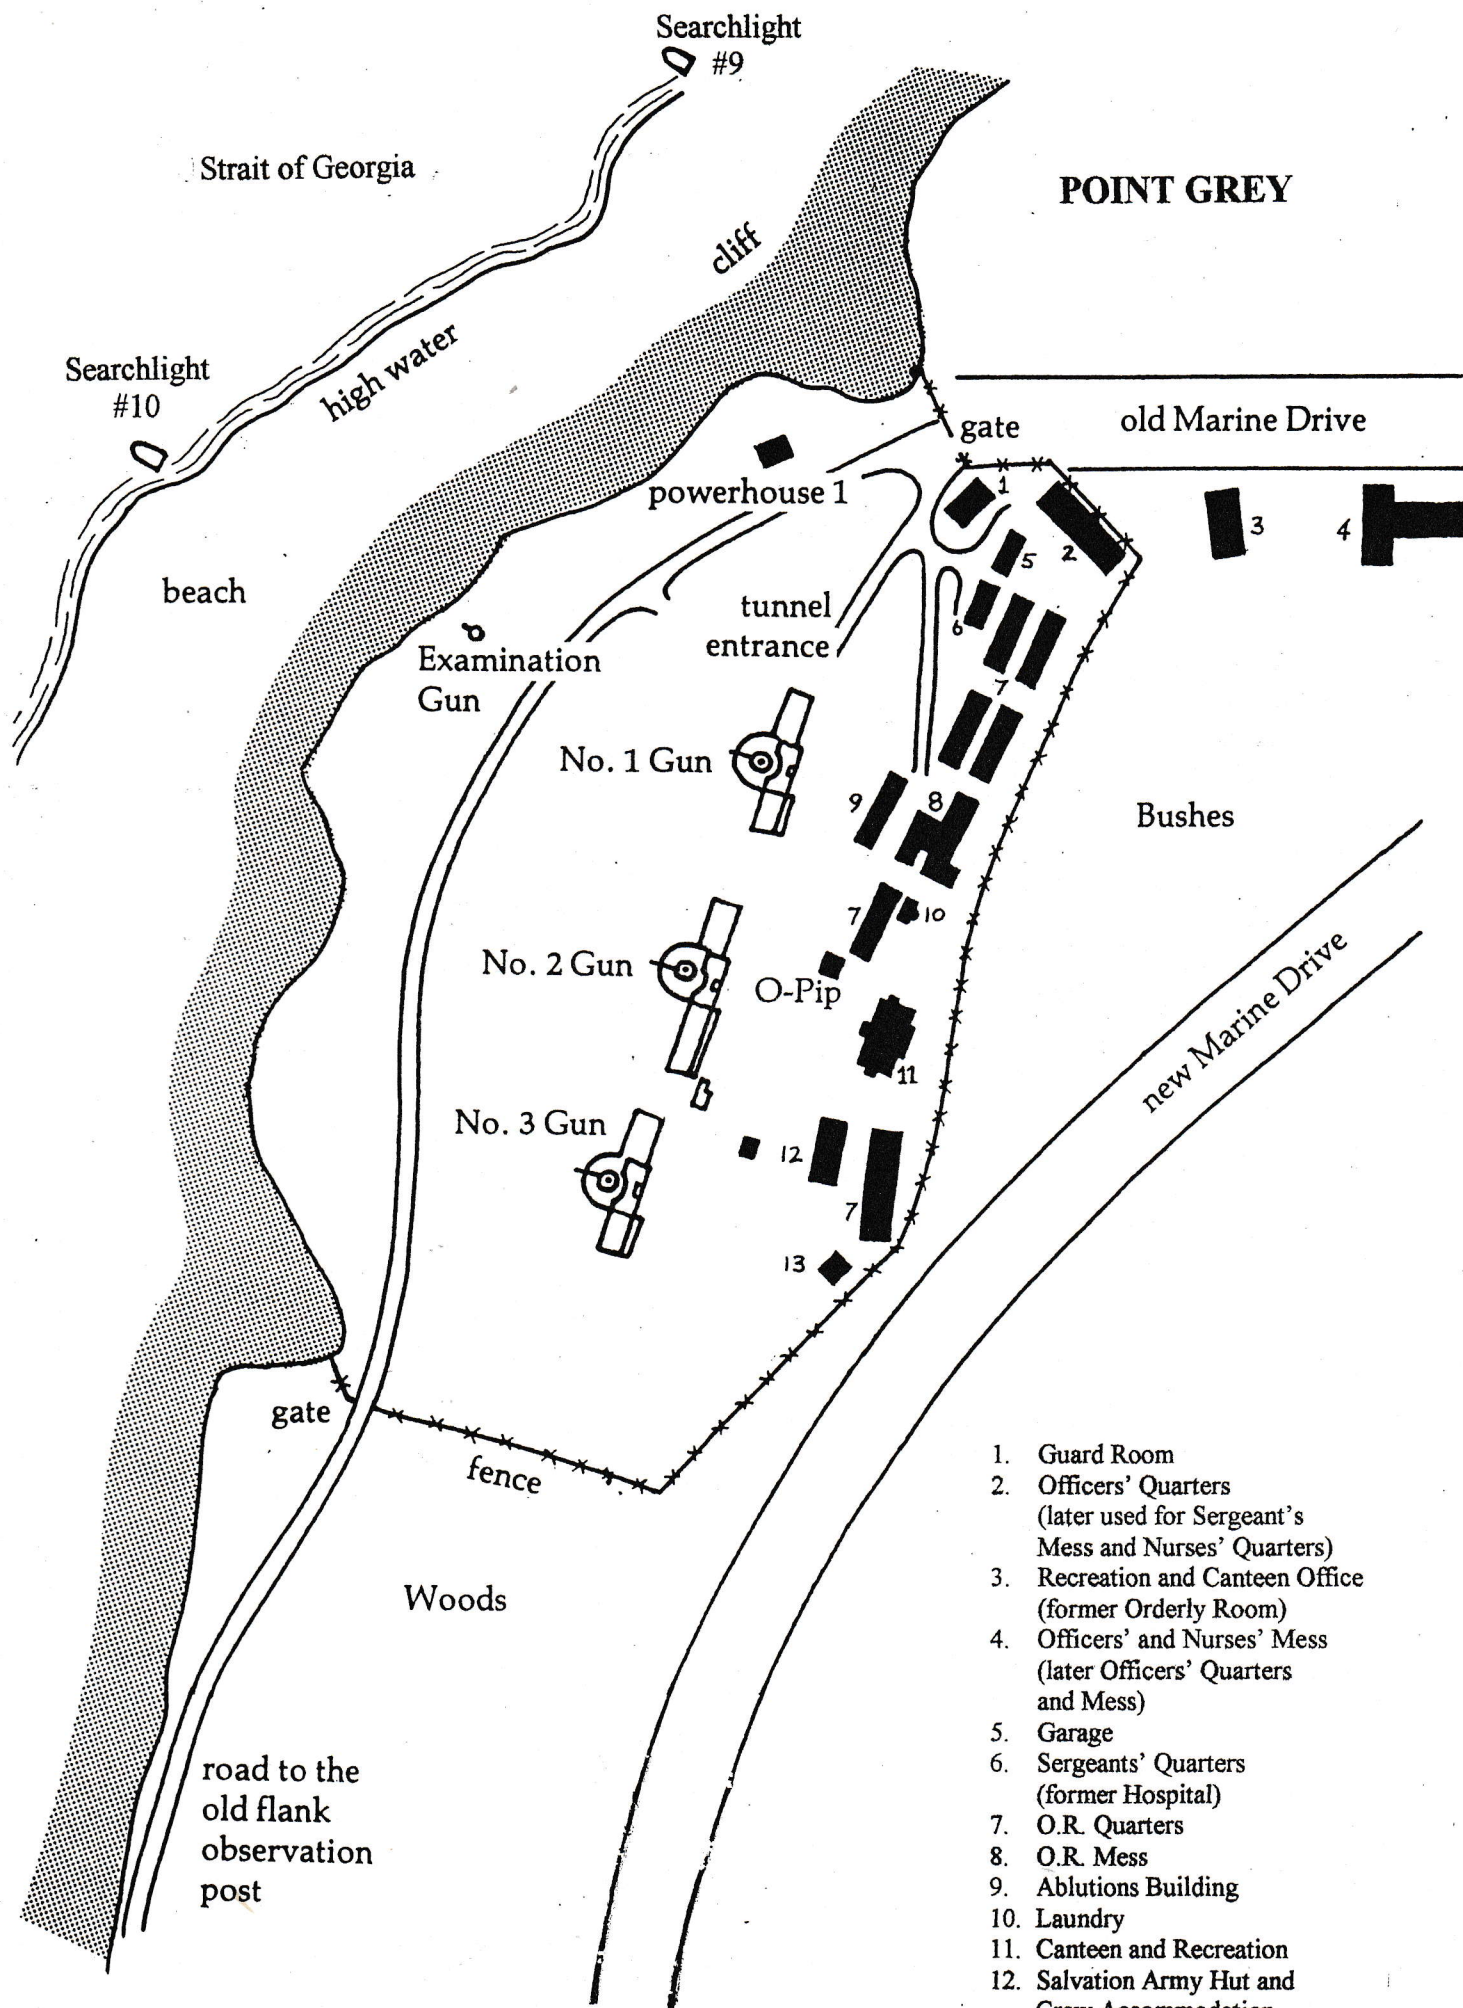 Searchlight
#9
Strait of Georgia
POINT GREY
cliff
Searchlight
#10
high water
gate
old Marine Drive
powerhouse 1
1
2
3
4
5
beach
tunnel
entrance
6
Examination
Gun
7
No. 1 Gun
9
8
Bushes
7
10
No. 2 Gun
O-Pip
new Marine Drive
11
No. 3 Gun
12
7
13
gate
fence
Woods
road to the
old flank
observation
post
1. Guard Room
2. Officers' Quarters
(later used for Sergeant's
Mess and Nurses' Quarters)
3. Recreation and Canteen Office
(former Orderly Room)
4. Officers' and Nurses' Mess
(later Officers' Quarters
and Mess)
5. Garage
6. Sergeants' Quarters
(former Hospital)
7. O.R. Quarters
8. O.R. Mess
9. Ablutions Building
10. Laundry
11. Canteen and Recreation
12. Salvation Army Hut and